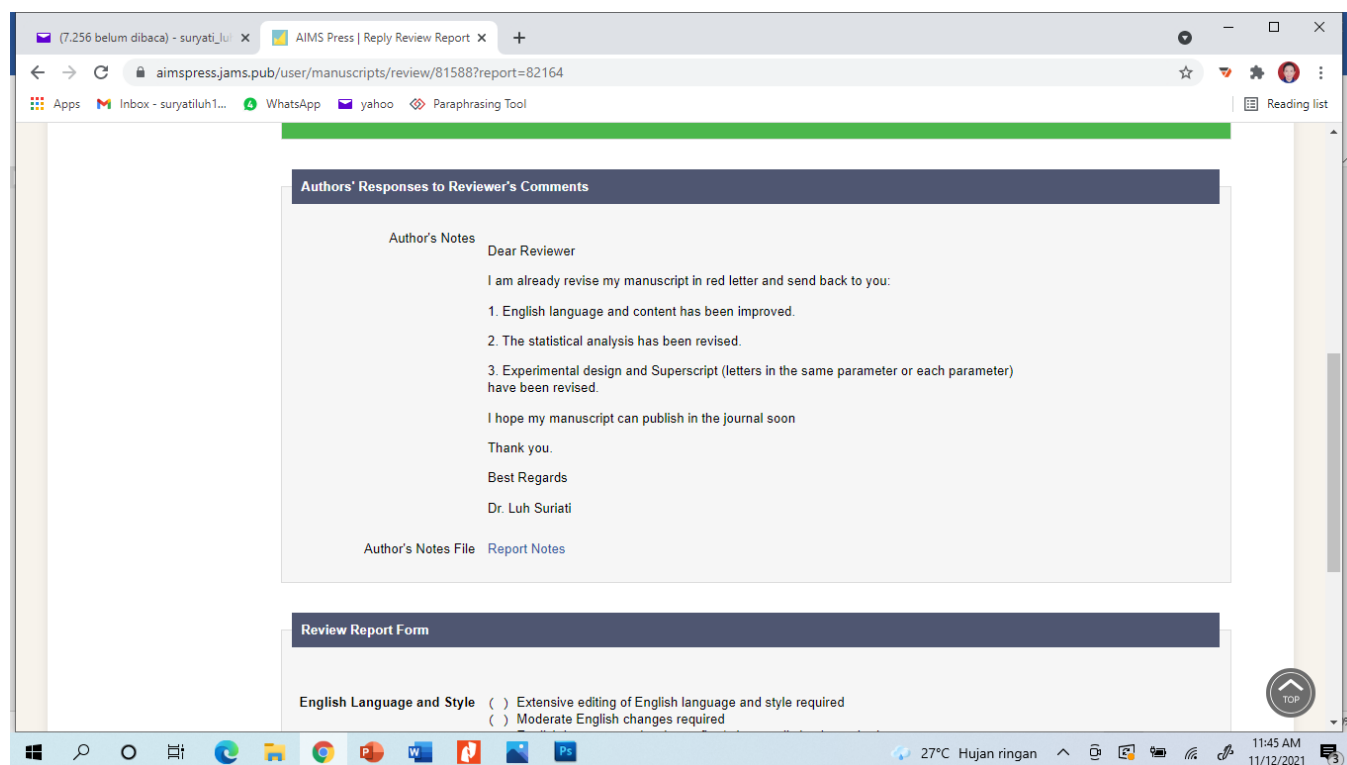 (7.256 belum dibaca) - suryati_lul
AIMS Press | Reply Review Report
aimspress.jams.pub/user/manuscripts/review/81588?report=82164
Apps
Inbox - suryatiluh1...
WhatsApp
yahoo
Paraphrasing Tool
Reading list
Authors' Responses to Reviewer's Comments
Author's Notes
Dear Reviewer
I am already revise my manuscript in red letter and send back to you:
1. English language and content has been improved.
2. The statistical analysis has been revised.
3. Experimental design and Superscript (letters in the same parameter or each parameter)
have been revised.
I hope my manuscript can publish in the journal soon
Thank you.
Best Regards
Dr. Luh Suriati
Author's Notes File Report Notes
Review Report Form
English Language and Style ( ) Extensive editing of English language and style required
( ) Moderate English changes required
TOP
27°C Hujan ringan
11:45 AM
11/12/2021
3